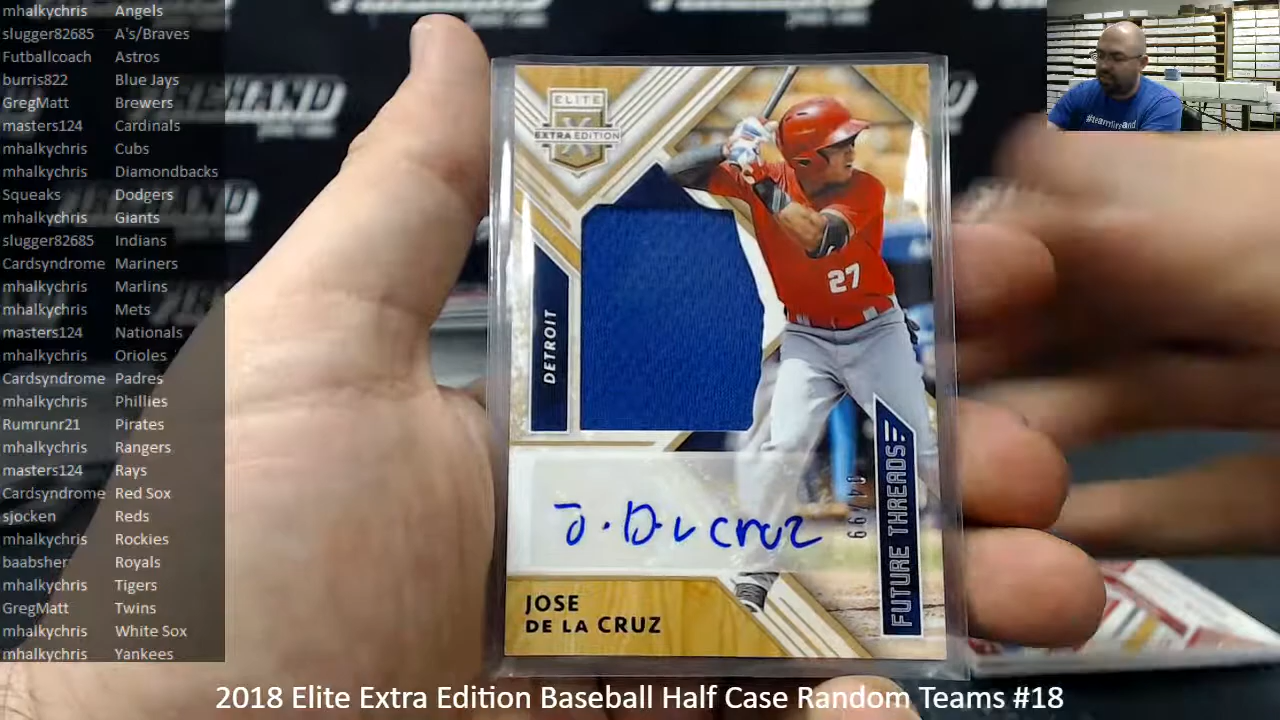 mhalkychris Angels
slugger82685 A's/Braves
Futballcoach Astros
burris822 Blue Jays
GregMatt Brewers
masters124 Cardinals
mhalkychris Cubs
mhalkychris Diamondbacks
Squeaks Dodgers
mhalkychris Giants
slugger82685 Indians
Cardsyndrome Mariners
mhalkychris Marlins
mhalkychris Mets
masters124 Nationals
mhalkychris Orioles
Cardsyndrome Padres
mhalkychris Phillies
Rumrunr21 Pirates
mhalkychris Rangers
masters124 Rays
Cardsyndrome Red Sox
sjocken Reds
mhalkychris Rockies
baabsher Royals
mhalkychris Tigers
GregMatt Twins
mhalkychris White Sox
mhalkychris Yankees
ELITE
EXTRA EDITION
27
DETROIT
FUTURE THREADS
J. D L cruz
JOSE
DE LA CRUZ
2018 Elite Extra Edition Baseball Half Case Random Teams #18